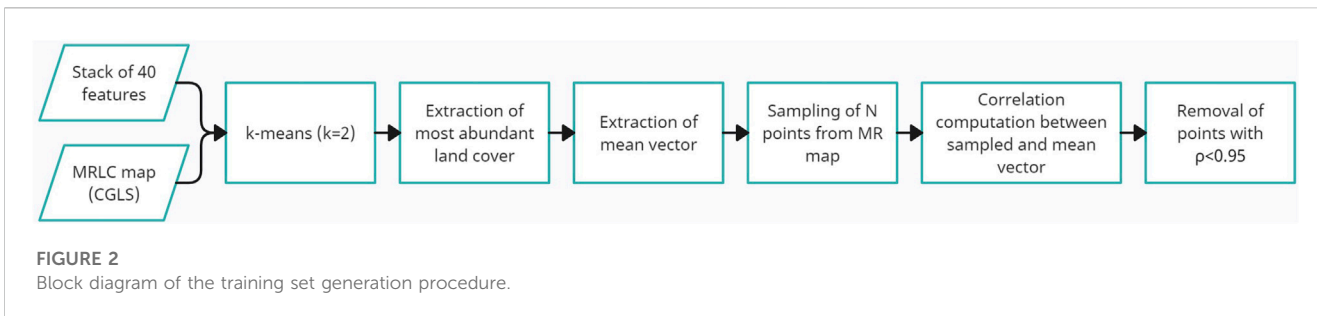 Stack of 40
features
MRLC map
(CGLS)
k-means (k=2)
Extraction of
most abundant
land cover
Extraction of
mean vector
Sampling of N
points from MR
map
Correlation
computation between
sampled and mean
vector
Removal of
points with
ρ<0.95
FIGURE 2
Block diagram of the training set generation procedure.